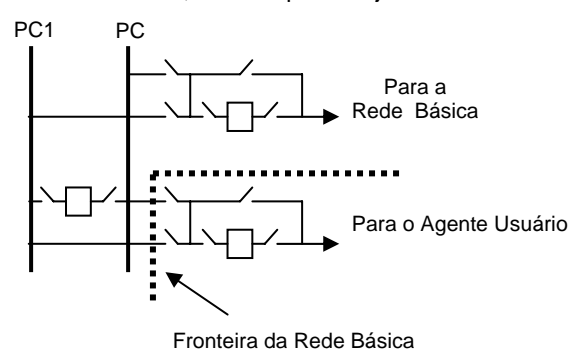 PC1 PC
Para a
Rede Básica
Para o Agente Usuário
Fronteira da Rede Básica